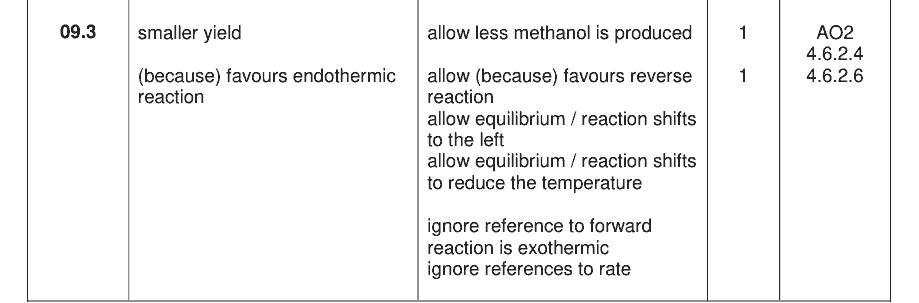 09.3 smaller yield allow less methanol is produced 1 AO2
4.6.2.4
(because) favours endothermic allow (because) favours reverse 1 4.6.2.6
reaction reaction
allow equilibrium / reaction shifts
to the left
allow equilibrium / reaction shifts
to reduce the temperature
ignore reference to forward
reaction is exothermic
ignore references to rate